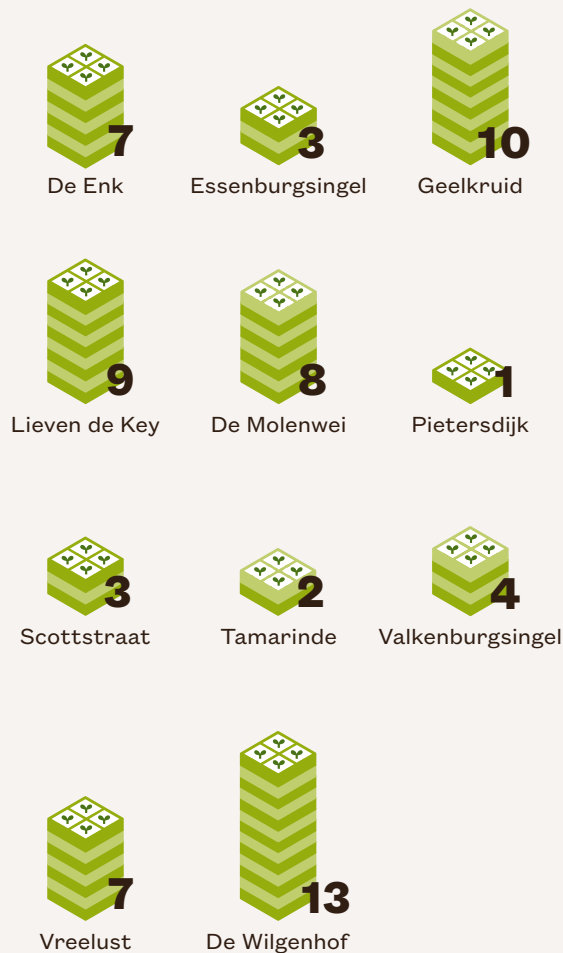 7
De Enk
3
Essenburgsingel
10
Geelkruid
9
Lieven de Key
8
De Molenwei
1
Pietersdijk
3
Scottstraat
2
Tamarinde
4
Valkenburgsingel
7
Vreelust
13
De Wilgenhof